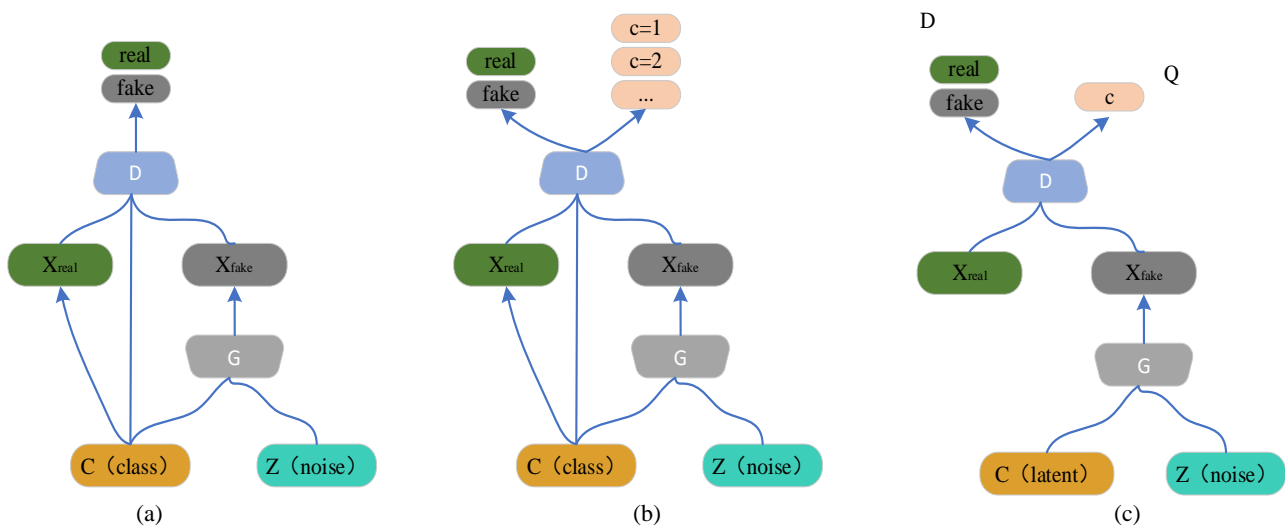 real
fake
D
Xreal
Xfake
G
C（class）
Z（noise）
(a)
c=1
c=2
...
real
fake
D
Xreal
Xfake
G
C（class）
Z（noise）
(b)
D
real
fake
Q
c
D
Xreal
Xfake
G
C（latent）
Z（noise）
(c)